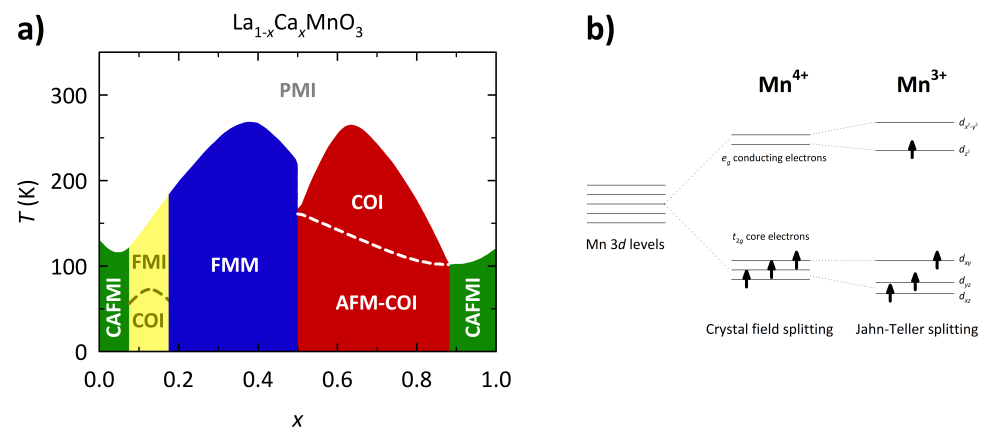 a)
La1-xCaxMnO3
T (K)
300
200
100
0
PMI
COI
FMI
FMM
AFM-COI
COI
CAFMI
CAFMI
0.0
0.2
0.4
0.6
0.8
1.0
x
b)
Mn4+
Mn3+
dx2-y2
dz2
eg conducting electrons
Mn 3d levels
t2g core electrons
dxy
dyz
dxz
Crystal field splitting
Jahn-Teller splitting